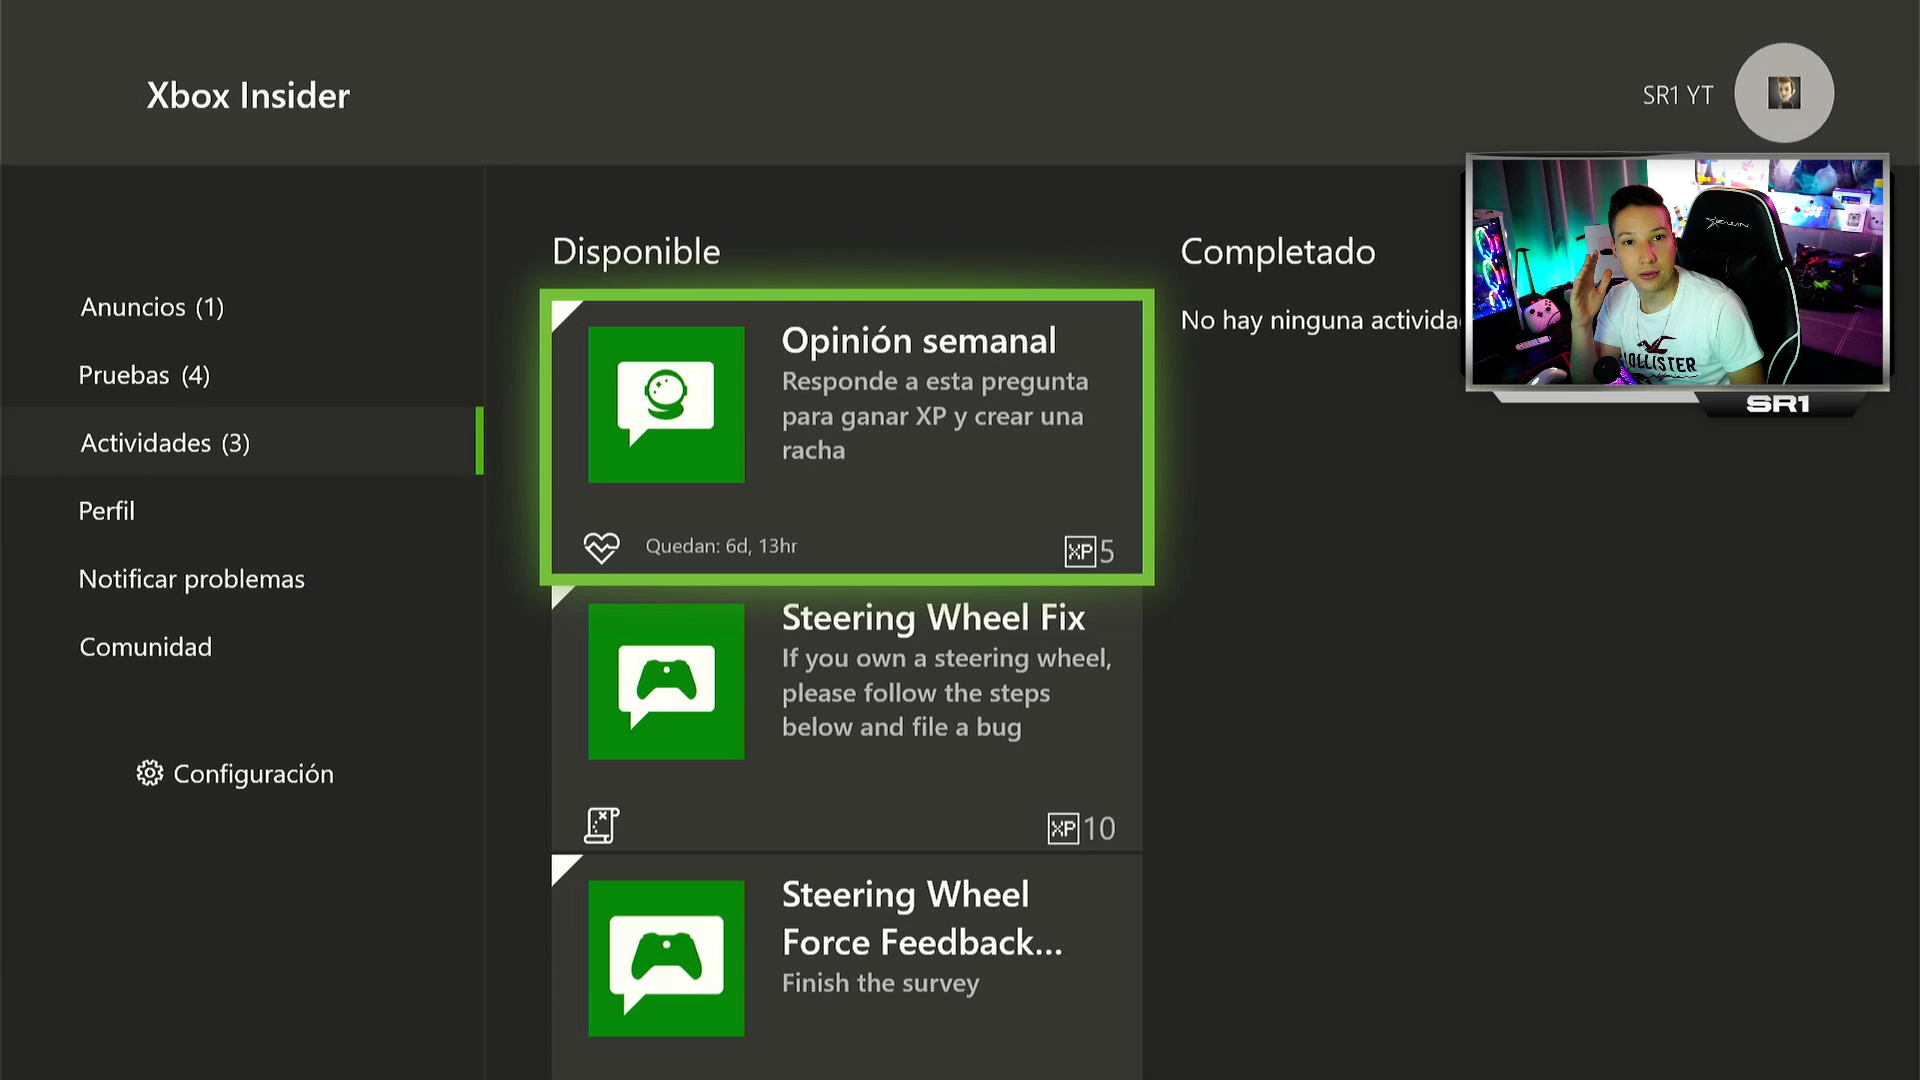 Xbox Insider
SR1 YT
Anuncios (1)
Pruebas (4)
Actividades (3)
Perfil
Notificar problemas
Comunidad
Configuración
Disponible
Opinión semanal
Responde a esta pregunta
para ganar XP y crear una
racha
Quedan: 6d, 13hr
XP 5
Steering Wheel Fix
If you own a steering wheel,
please follow the steps
below and file a bug
XP 10
Steering Wheel
Force Feedback...
Finish the survey
Completado
No hay ninguna activida
HOLLISTER
SR1